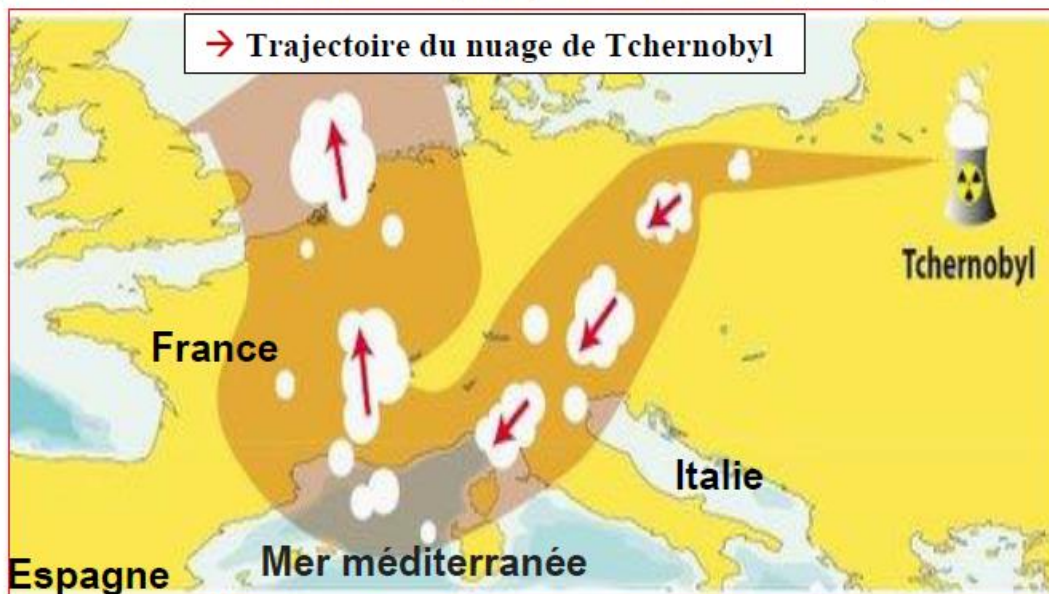 → Trajectoire du nuage de Tchernobyl
Tchernobyl
France
Italie
Mer méditerranée
Espagne